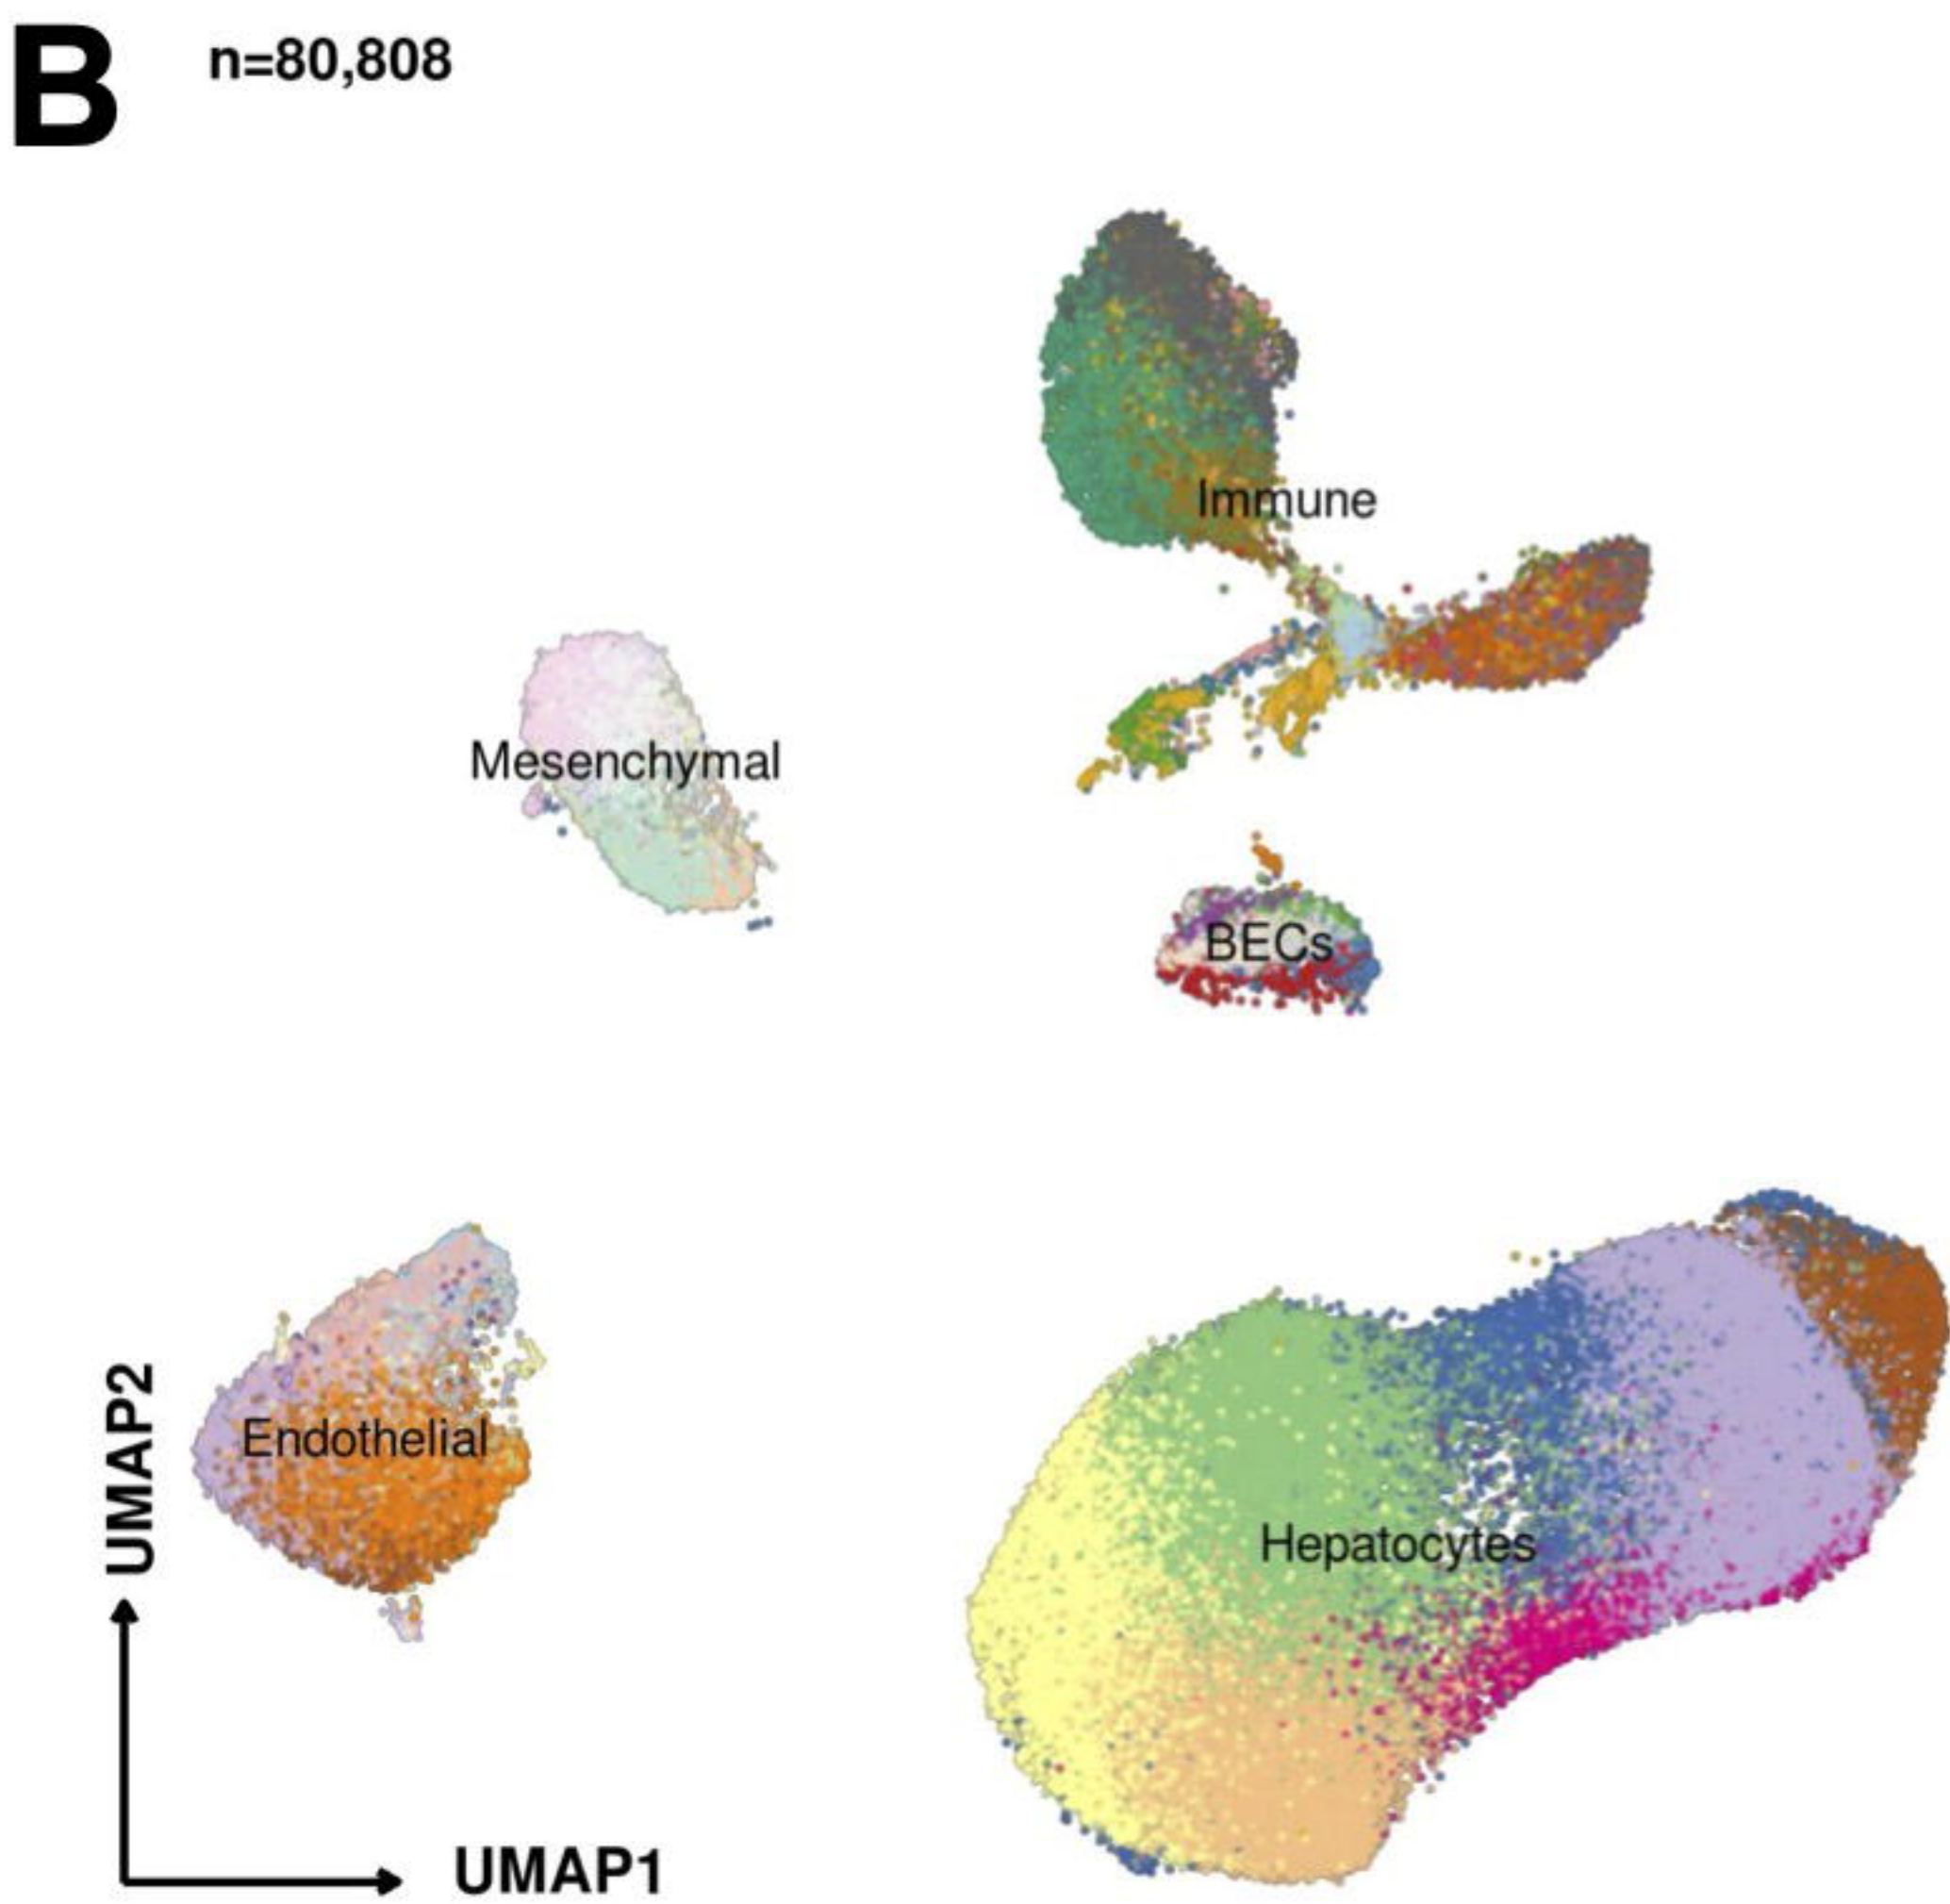 B
n=80,808
Immune
Mesenchymal
BECs
Endothelial
Hepatocytes
UMAP2
UMAP1